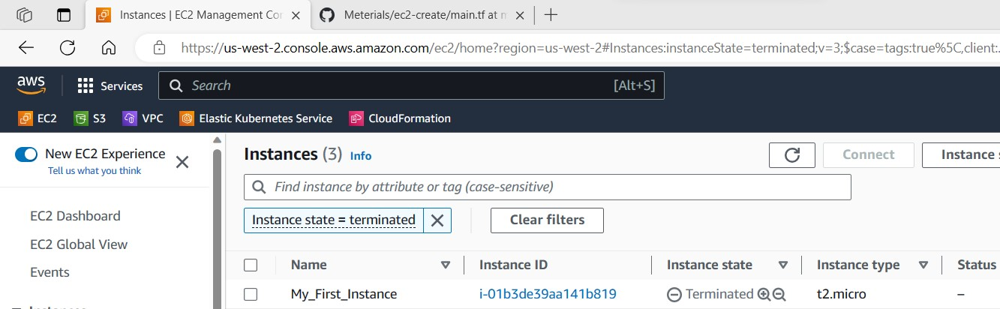 Instances | EC2 Management Co
Meterials/ec2-create/main.tf at
https://us-west-2.console.aws.amazon.com/ec2/home?region=us-west-2#Instances:instanceState=terminated;v=3;$case=tags:true%5C,client:
aws Services Search [Alt+S]
EC2 S3 VPC Elastic Kubernetes Service CloudFormation
New EC2 Experience
Tell us what you think
EC2 Dashboard
EC2 Global View
Events
Instances (3) Info
Connect Instance
Find instance by attribute or tag (case-sensitive)
Instance state = terminated Clear filters
Name Instance ID Instance state Instance type Status
My_First_Instance i-01b3de39aa141b819 Terminated t2.micro –